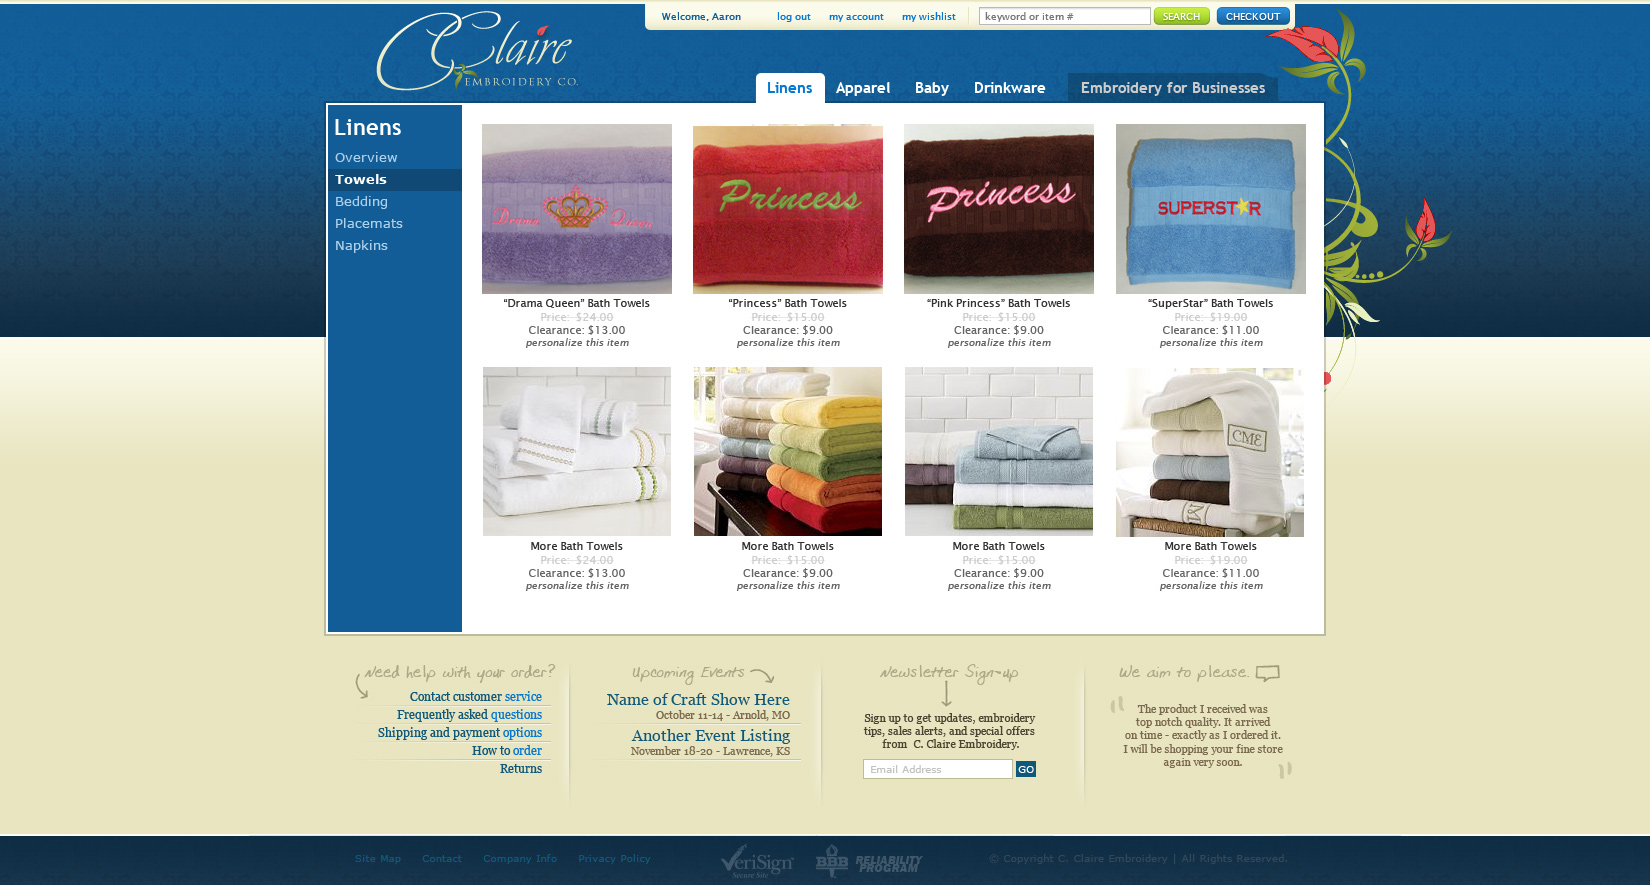 Welcome, Aaron log out my account my wishlist keyword or item # SEARCH CHECKOUT
C Claire
EMBROIDERY CO.
Linens Apparel Baby Drinkware Embroidery for Businesses
Linens
Overview
Towels
Bedding
Placemats
Napkins
Drama Queen
Princess
Princess
SUPERSTAR
“Drama Queen” Bath Towels
Price: $24.00
Clearance: $13.00
personalize this item
“Princess” Bath Towels
Price: $15.00
Clearance: $9.00
personalize this item
“Pink Princess” Bath Towels
Price: $15.00
Clearance: $9.00
personalize this item
“SuperStar” Bath Towels
Price: $19.00
Clearance: $11.00
personalize this item
CME
More Bath Towels
Price: $24.00
Clearance: $13.00
personalize this item
More Bath Towels
Price: $15.00
Clearance: $9.00
personalize this item
More Bath Towels
Price: $15.00
Clearance: $9.00
personalize this item
More Bath Towels
Price: $19.00
Clearance: $11.00
personalize this item
Need help with your order?
Contact customer service
Frequently asked questions
Shipping and payment options
How to order
Returns
Upcoming Events
Name of Craft Show Here
October 11-14 - Arnold, MO
Another Event Listing
November 18-20 - Lawrence, KS
Newsletter Sign-up
Sign up to get updates, embroidery
tips, sales alerts, and special offers
from C. Claire Embroidery.
Email Address GO
We aim to please.
The product I received was
top notch quality. It arrived
on time - exactly as I ordered it.
I will be shopping your fine store
again very soon.
Site Map Contact Company Info Privacy Policy
VeriSign
Secure Site
BBB
RELIABILITY
PROGRAM
© Copyright C. Claire Embroidery | All Rights Reserved.